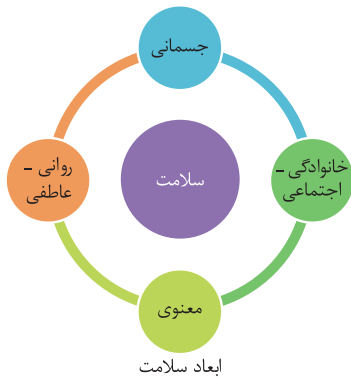 جسمانی
خانوادگی –
اجتماعی
سلامت
روانی –
عاطفی
معنوی
ابعاد سلامت